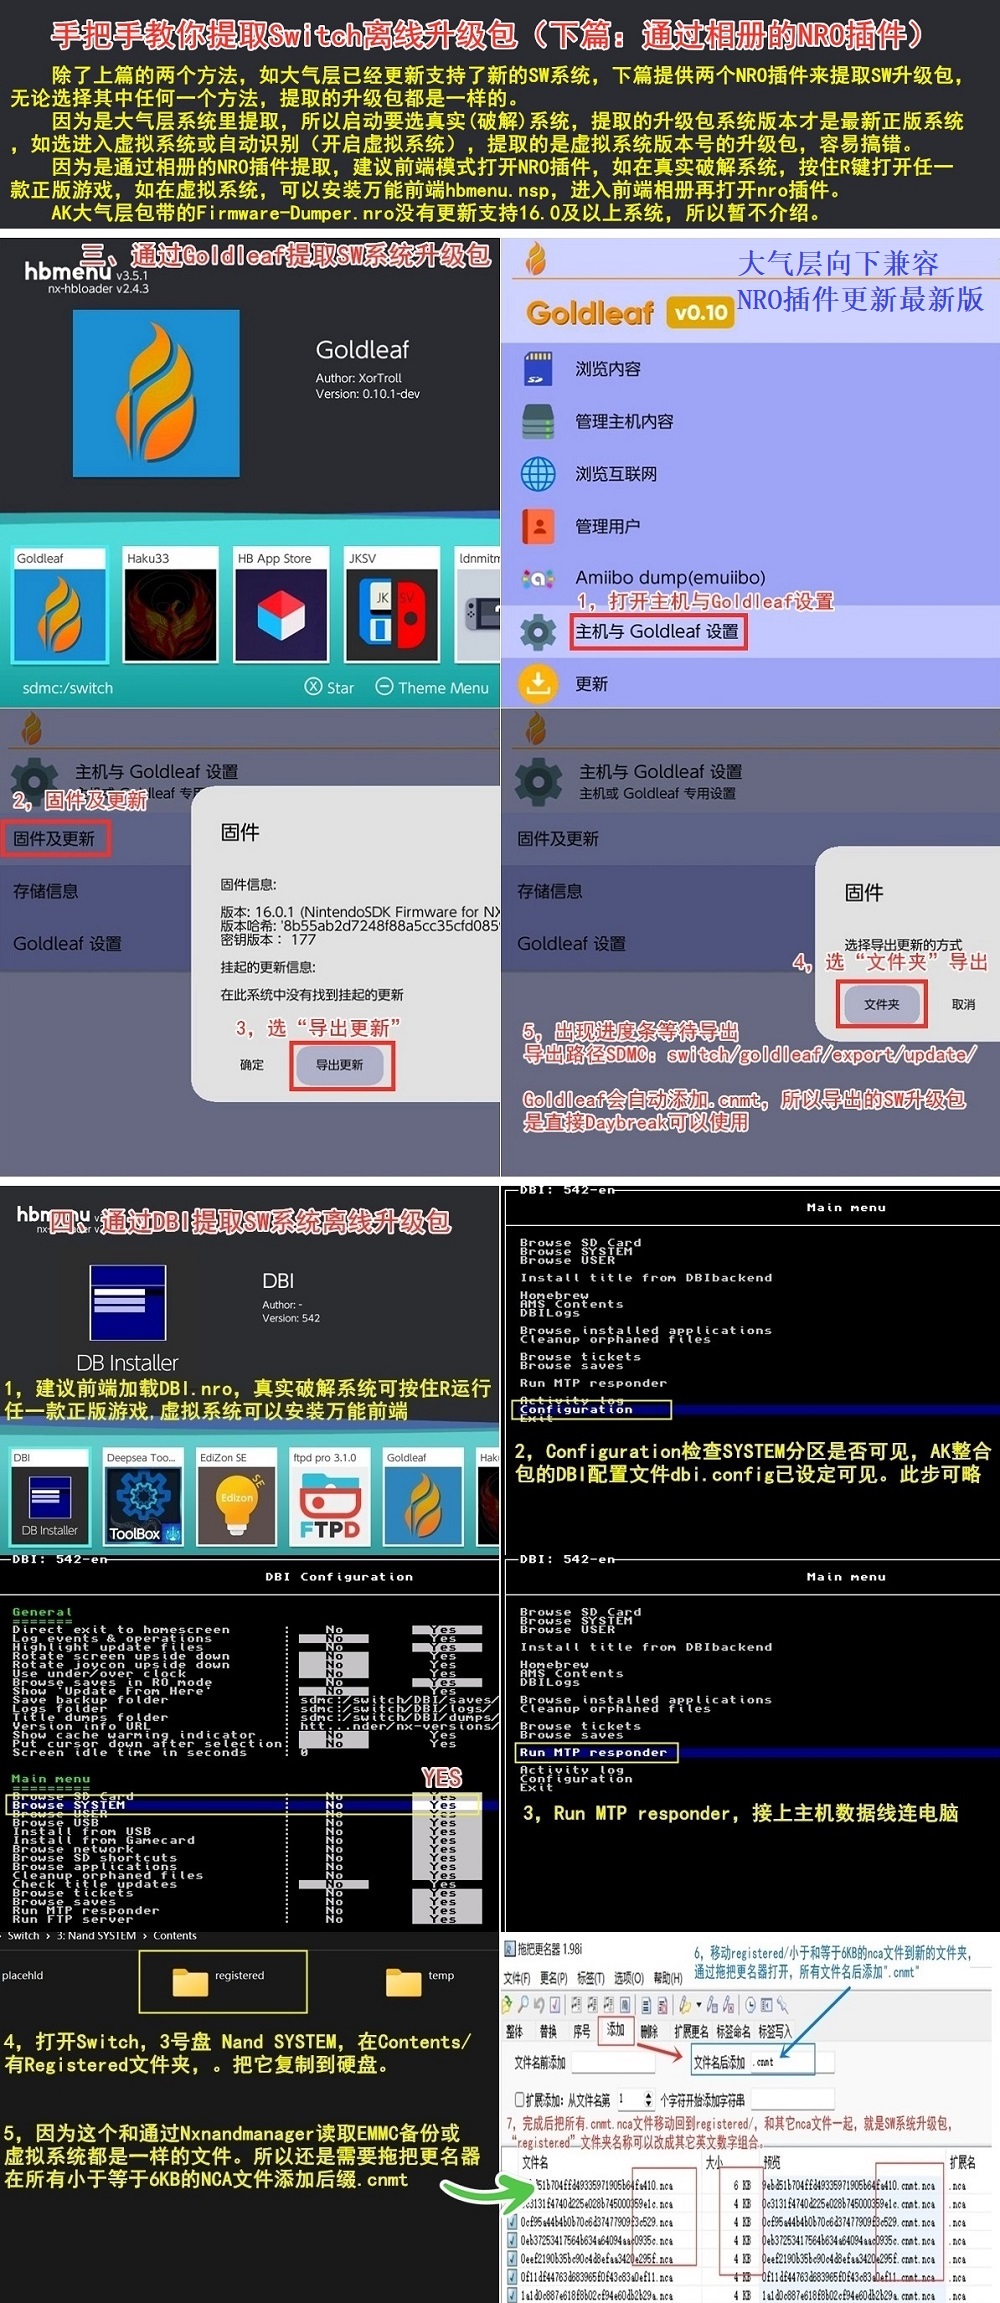 手把手教你提取Switch离线升级包（下篇：通过相册的NRO插件）
除了上篇的两个方法，如大气层已经更新支持了新的SW系统，下篇提供两个NRO插件来提取SW升级包，
无论选择其中任何一个方法，提取的升级包都是一样的。
因为是大气层系统里提取，所以启动要选真实(破解)系统，提取的升级包系统版本才是最新正版系统
，如选进入虚拟系统或自动识别（开启虚拟系统），提取的是虚拟系统版本号的升级包，容易搞错。
因为是通过相册的NRO插件提取，建议前端模式打开NRO插件，如在真实破解系统，按住R键打开任一
款正版游戏，如在虚拟系统，可以安装万能前端hbmenu.nsp，进入前端相册再打开nro插件。
AK大气层包带的Firmware-Dumper.nro没有更新支持16.0及以上系统，所以暂不介绍。
三、通过Goldleaf提取SW系统升级包
hbmenu v3.5.1
nx-hbloader v2.4.3
Goldleaf
Author: XorTroll
Version: 0.10.1-dev
Goldleaf
Haku33
HB App Store
JKSV
ldnmitm
JK
SV
sdmc:/switch
Star
Theme Menu
大气层向下兼容
NRO插件更新最新版
Goldleaf v0.10
浏览内容
管理主机内容
浏览互联网
管理用户
Amiibo dump(emuiibo)
1，打开主机与Goldleaf设置
主机与 Goldleaf 设置
更新
主机与 Goldleaf 设置
2，固件及更新
固件及更新
存储信息
Goldleaf 设置
固件
固件信息:
版本: 16.0.1 (NintendoSDK Firmware for NX
版本哈希: '8b55ab2d7248f88a5cc35cfd085
密钥版本： 177
挂起的更新信息:
在此系统中没有找到挂起的更新
3，选“导出更新”
确定
导出更新
主机与 Goldleaf 设置
主机或 Goldleaf 专用设置
固件及更新
存储信息
Goldleaf 设置
固件
选择导出更新的方式
4，选“文件夹”导出
文件夹
取消
5，出现进度条等待导出
导出路径SDMC：switch/goldleaf/export/update/
Goldleaf会自动添加.cnmt，所以导出的SW升级包
是直接Daybreak可以使用
四、通过DBI提取SW系统离线升级包
DBI
Author: -
Version: 542
DB Installer
1，建议前端加载DBI.nro，真实破解系统可按住R运行
任一款正版游戏,虚拟系统可以安装万能前端
DBI
Deepsea Too...
EdiZon SE
ftpd pro 3.1.0
Goldleaf
DB Installer
ToolBox
Edizon
SE
FTPD
DBI: 542-en
Main menu
Browse SD Card
Browse SYSTEM
Browse USER
Install title from DBIbackend
Homebrew
AMS Contents
DBILogs
Browse installed applications
Cleanup orphaned files
Browse tickets
Browse saves
Run MTP responder
Activity log
Configuration
Exit
2，Configuration检查SYSTEM分区是否可见，AK整合
包的DBI配置文件dbi.config已设定可见。此步可略
DBI: 542-en
DBI Configuration
General
Direct exit to homescreen : No Yes
Log events & operations : No Yes
Highlight update files : No Yes
Rotate screen upside down : No Yes
Rotate joycon upside down : No Yes
Use under/over clock : No Yes
Browse saves in RO mode : No Yes
Show 'Update From Here' : No Yes
Save backup folder : sdmc:/switch/DBI/saves/
Logs folder : sdmc:/switch/DBI/logs/
Title dumps folder : sdmc:/switch/DBI/dumps/
Version info URL : htt...nder/nx-versions/
Show cache warming indicator : No Yes
Put cursor down after selection: No Yes
Screen idle time in seconds : 0
Main menu
YES
Browse SD Card : No Yes
Browse SYSTEM : No Yes
Browse USER : No Yes
Browse USB : No Yes
Install from USB : No Yes
Install from Gamecard : No Yes
Browse network : No Yes
Browse SD shortcuts : No Yes
Browse applications : No Yes
Cleanup orphaned files : No Yes
Check title updates : No Yes
Browse tickets : No Yes
Browse saves : No Yes
Run MTP responder : No Yes
Run FTP server : No Yes
DBI: 542-en
Main menu
Browse SD Card
Browse SYSTEM
Browse USER
Install title from DBIbackend
Homebrew
AMS Contents
DBILogs
Browse installed applications
Cleanup orphaned files
Browse tickets
Browse saves
Run MTP responder
Activity log
Configuration
Exit
3，Run MTP responder，接上主机数据线连电脑
Switch › 3: Nand SYSTEM › Contents
placehld
registered
temp
4，打开Switch，3号盘 Nand SYSTEM，在Contents/
有Registered文件夹，。把它复制到硬盘。
5，因为这个和通过Nxnandmanager读取EMMC备份或
虚拟系统都是一样的文件。所以还是需要拖把更名器
在所有小于等于6KB的NCA文件添加后缀.cnmt
拖把更名器 1.98i
6，移动registered/小于和等于6KB的nca文件到新的文件夹，
通过拖把更名器打开，所有文件名后添加".cnmt"
文件(F) 更名(P) 标签(T) 选项(O) 帮助(H)
整体 替换 序号 添加 删除 扩展更名 标签命名 标签写入
文件名前添加
文件名后添加 .cnmt
扩展添加: 从文件名第 1 个字符开始添加字符串
7，完成后把所有.cnmt.nca文件移动回到registered/，和其它nca文件一起，就是SW系统升级包，
“registered”文件夹名称可以改成其它英文数字组合。
文件名 大小 预览 扩展名
6 KB 9ebd51b704ffd49335971905b64fa410.cnmt.nca .nca
4 KB 0c3131f4740d225e028b745000359e1c.cnmt.nca .nca
0cf95a44b4b0b70c6d37477909f3c529.nca 4 KB 0cf95a44b4b0b70c6d37477909f3c529.cnmt.nca .nca
0eb37253417564b634a64094aac0935c.nca 4 KB 0eb37253417564b634a64094aac0935c.cnmt.nca .nca
0eef2190b35bc90c4d8efaa3420e295f.nca 4 KB 0eef2190b35bc90c4d8efaa3420e295f.cnmt.nca .nca
0f11df44763d683965f0f43c83a0ef11.nca 4 KB 0f11df44763d683965f0f43c83a0ef11.cnmt.nca .nca
1a1d0c887e618f8b02cf94e60db2b29a.nca 4 KB 1a1d0c887e618f8b02cf94e60db2b29a.cnmt.nca .nca